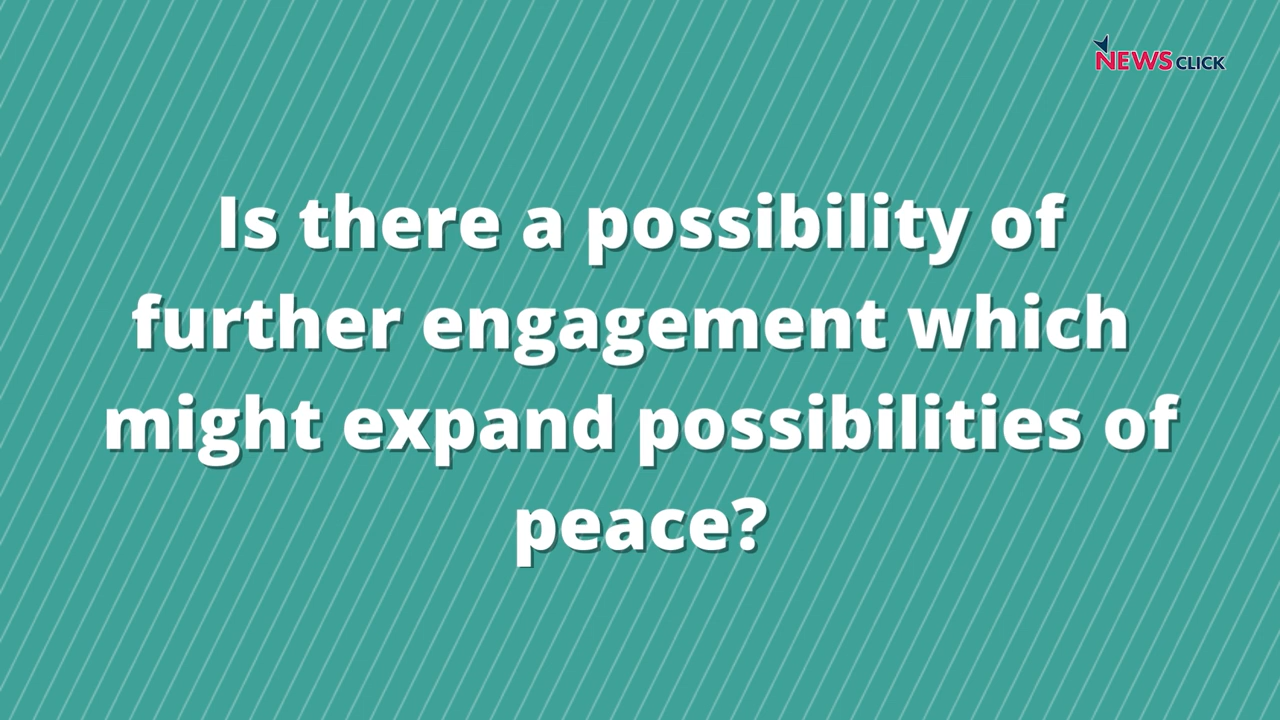 NEWSCLICK
Is there a possibility of
further engagement which
might expand possibilities of
peace?